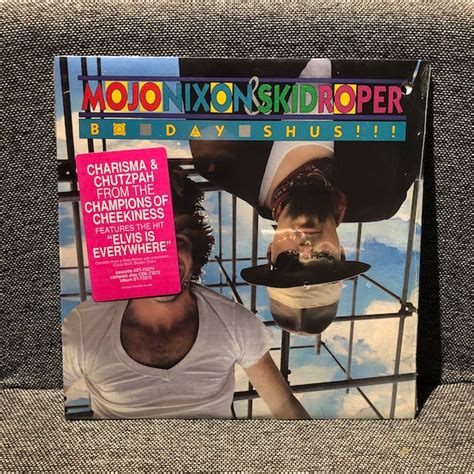 MOJO NIXON & SKID ROPER
BO-DAY-SHUS!!!
CHARISMA &
CHUTZPAH
FROM THE
CHAMPIONS OF
CHEEKINESS
FEATURES THE HIT
"ELVIS IS
EVERYWHERE"